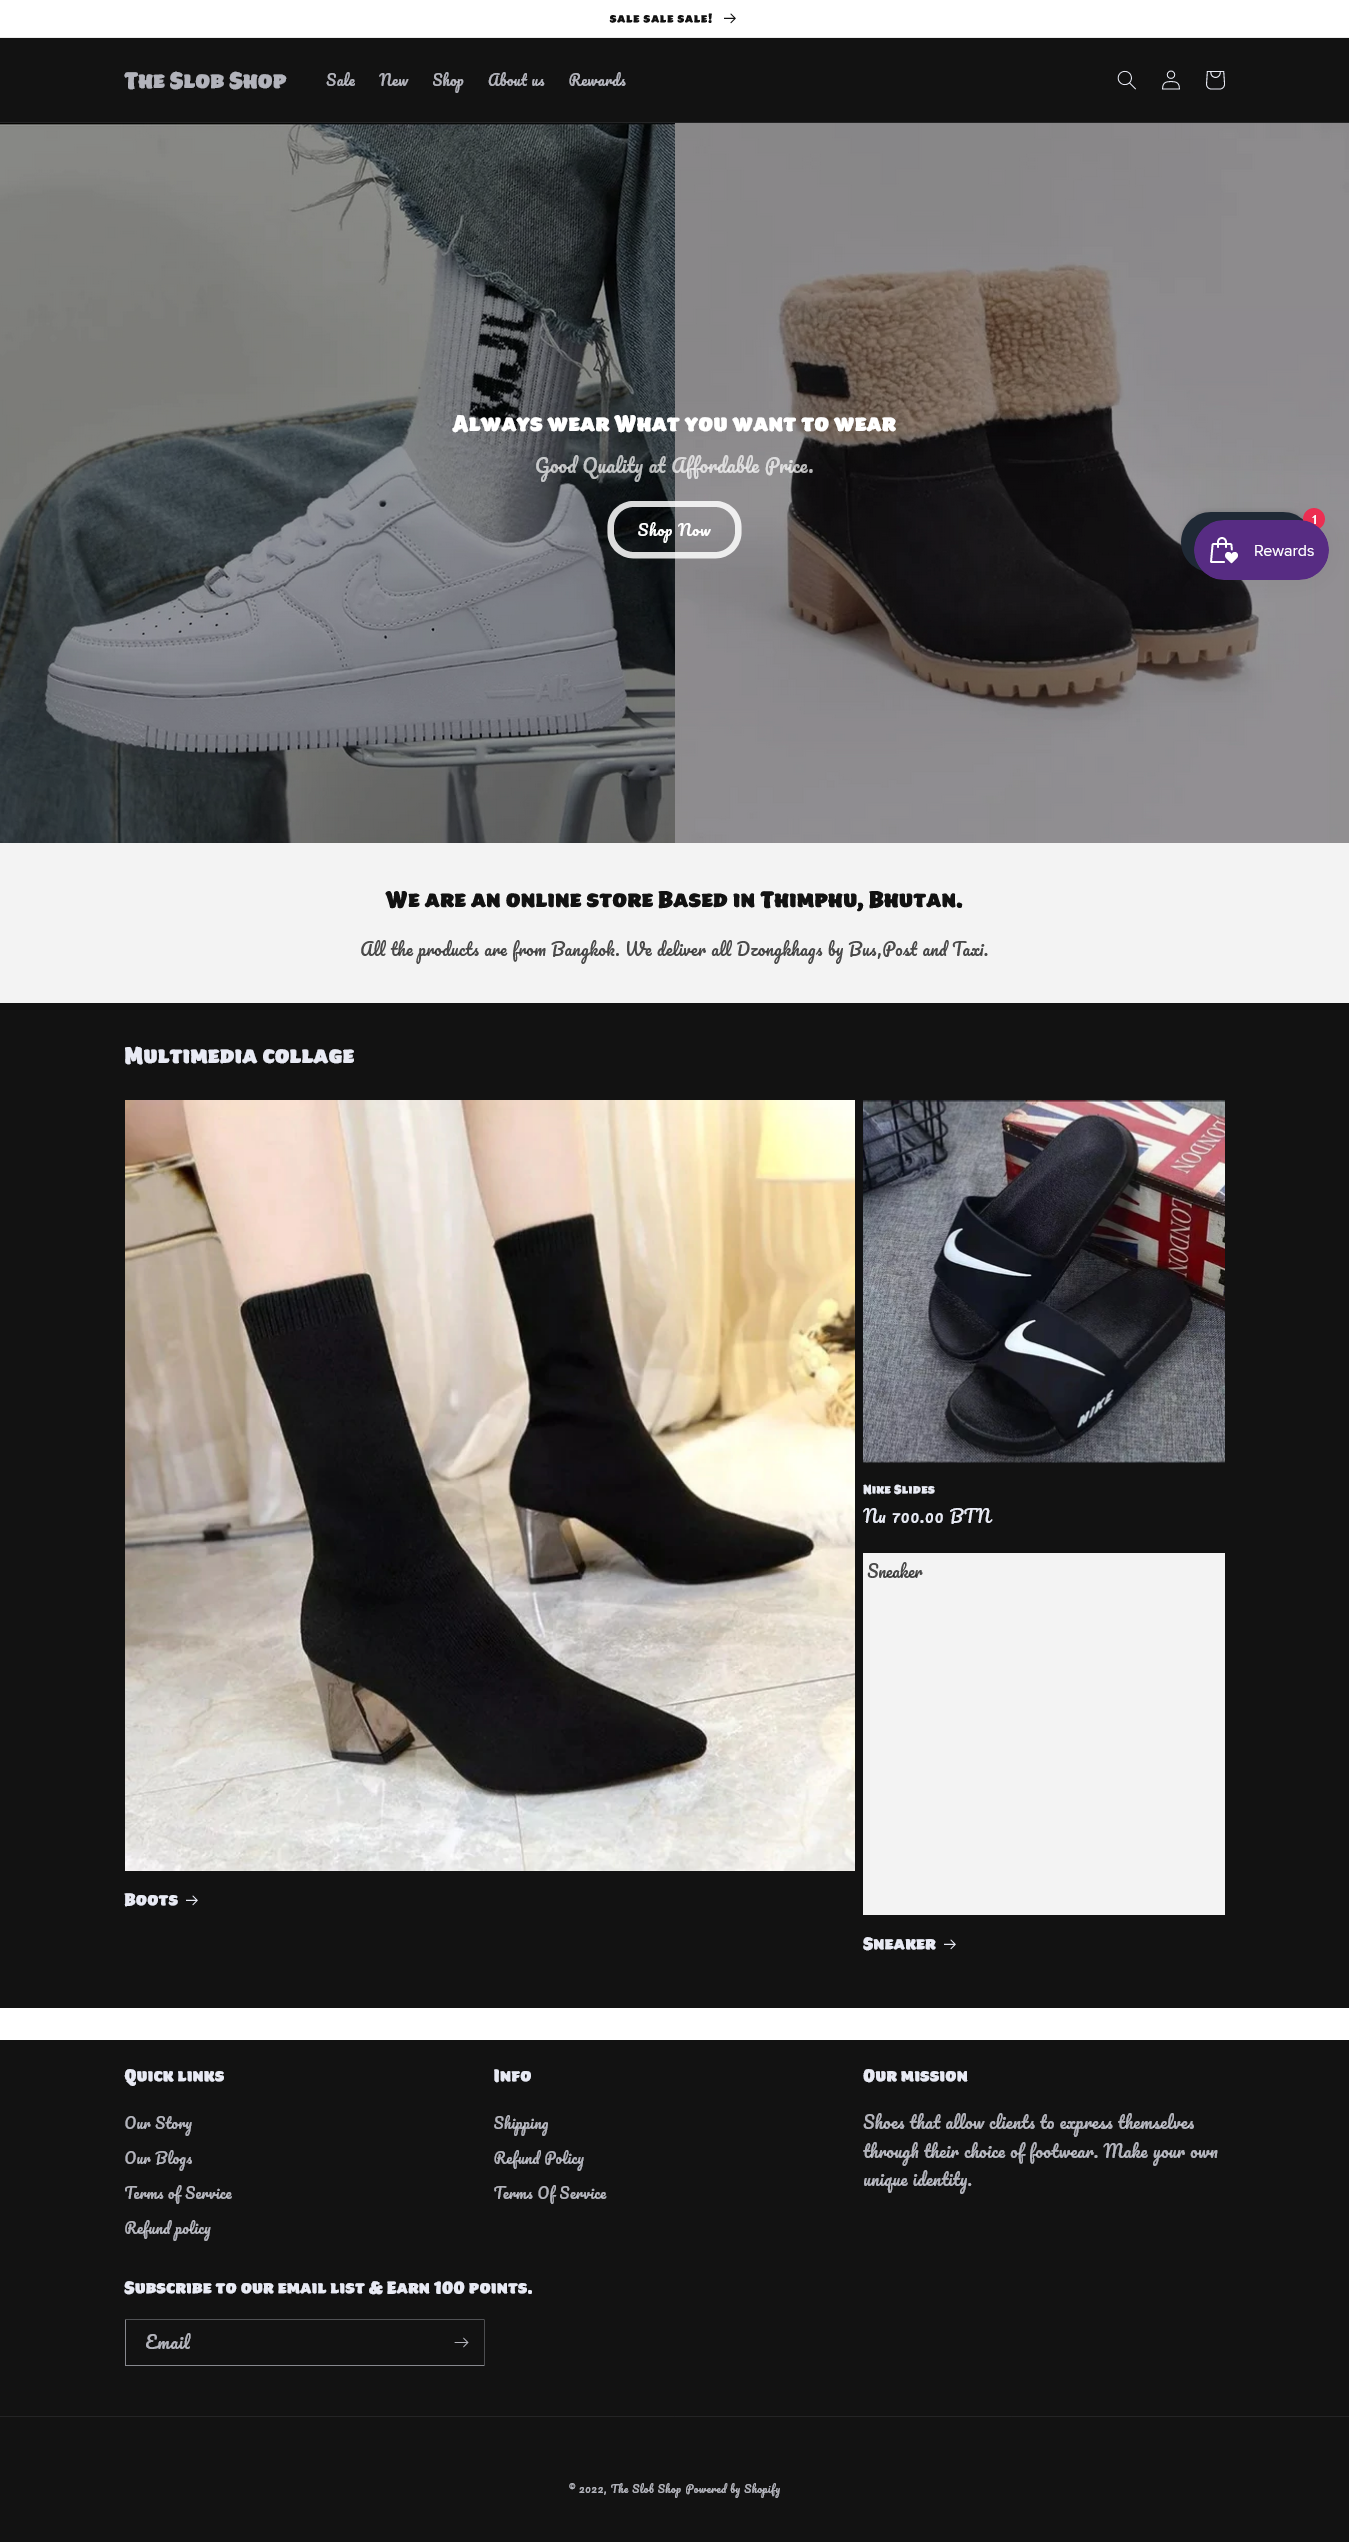 SALE SALE SALE!
The Slob Shop
Sale
New
Shop
About us
Rewards
Always wear What you want to wear
Good Quality at Affordable Price.
Shop Now
1
Rewards
AIR
We are an online store Based in Thimphu, Bhutan.
All the products are from Bangkok. We deliver all Dzongkhags by Bus,Post and Taxi.
Multimedia collage
LONDON
LONDON
NIKE
Nike Slides
Nu 700.00 BTN
Sneaker
Boots
Sneaker
Quick links
Our Story
Our Blogs
Terms of Service
Refund policy
Info
Shipping
Refund Policy
Terms Of Service
Our mission
Shoes that allow clients to express themselves
through their choice of footwear. Make your own
unique identity.
Subscribe to our email list & Earn 100 points.
Email
© 2022, The Slob Shop Powered by Shopify